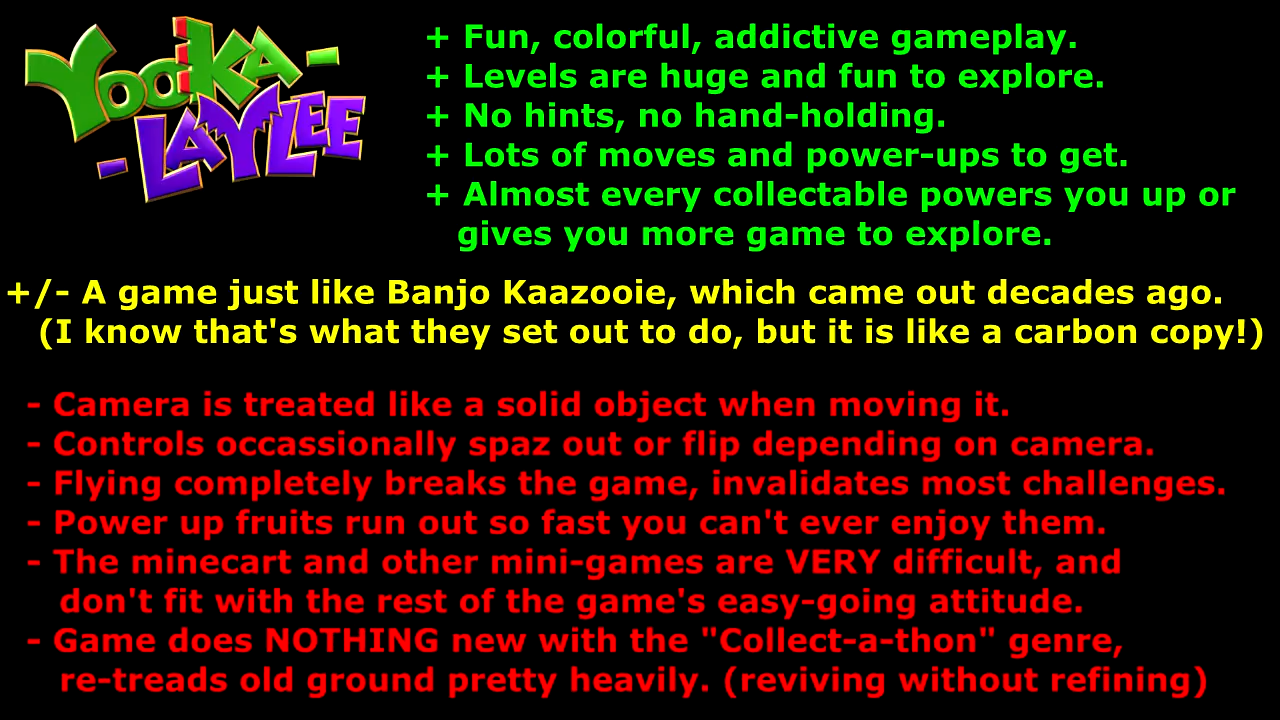 YOOKA-
-LAYLEE
+ Fun, colorful, addictive gameplay.
+ Levels are huge and fun to explore.
+ No hints, no hand-holding.
+ Lots of moves and power-ups to get.
+ Almost every collectable powers you up or
gives you more game to explore.
+/- A game just like Banjo Kaazooie, which came out decades ago.
(I know that's what they set out to do, but it is like a carbon copy!)
- Camera is treated like a solid object when moving it.
- Controls occassionally spaz out or flip depending on camera.
- Flying completely breaks the game, invalidates most challenges.
- Power up fruits run out so fast you can't ever enjoy them.
- The minecart and other mini-games are VERY difficult, and
don't fit with the rest of the game's easy-going attitude.
- Game does NOTHING new with the "Collect-a-thon" genre,
re-treads old ground pretty heavily. (reviving without refining)